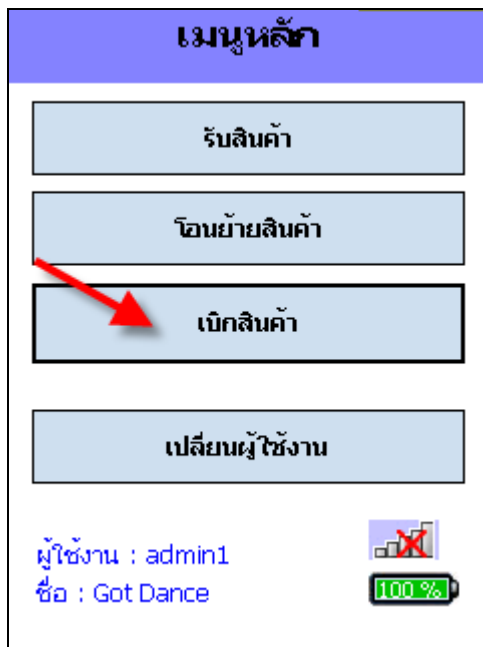 เมนูหลัก
รับสินค้า
โอนย้ายสินค้า
เบิกสินค้า
เปลี่ยนผู้ใช้งาน
ผู้ใช้งาน : admin1
ชื่อ : Got Dance
100 %